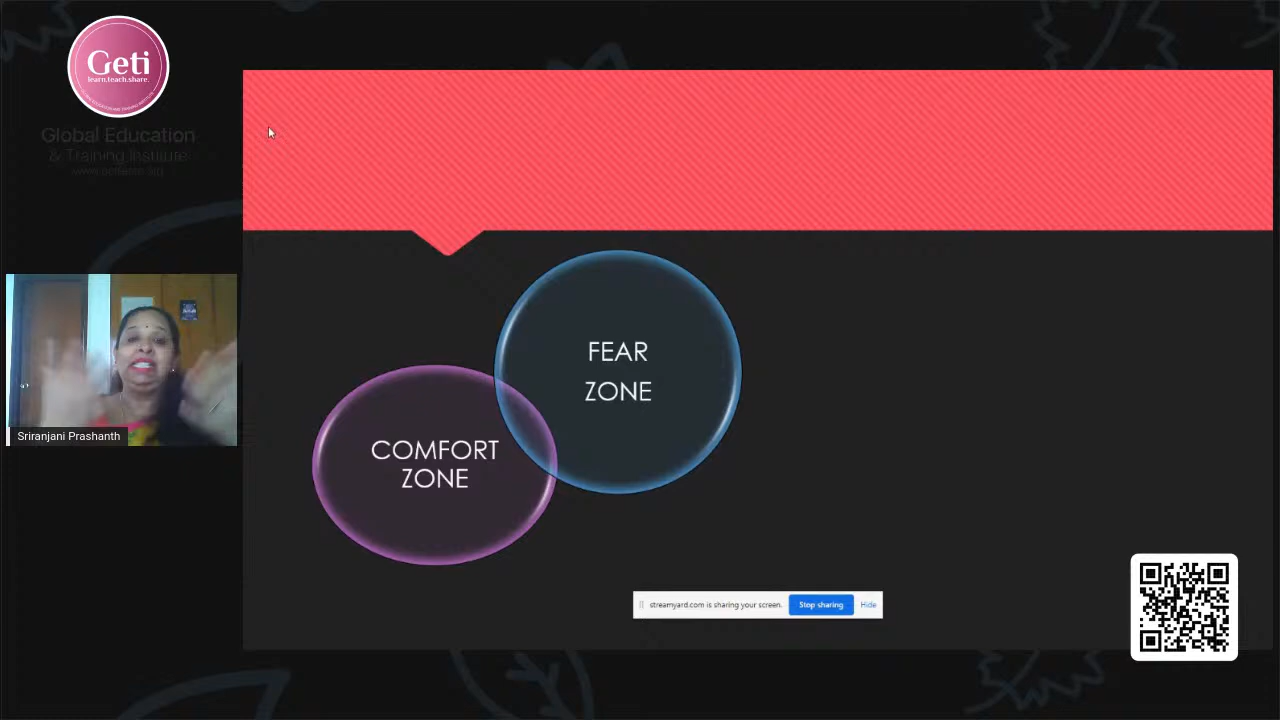 Geti
learn.teach.share.
Global Education
& Training Institute
FEAR
ZONE
COMFORT
ZONE
Sriranjani Prashanth
streamyard.com is sharing your screen.
Stop sharing
Hide